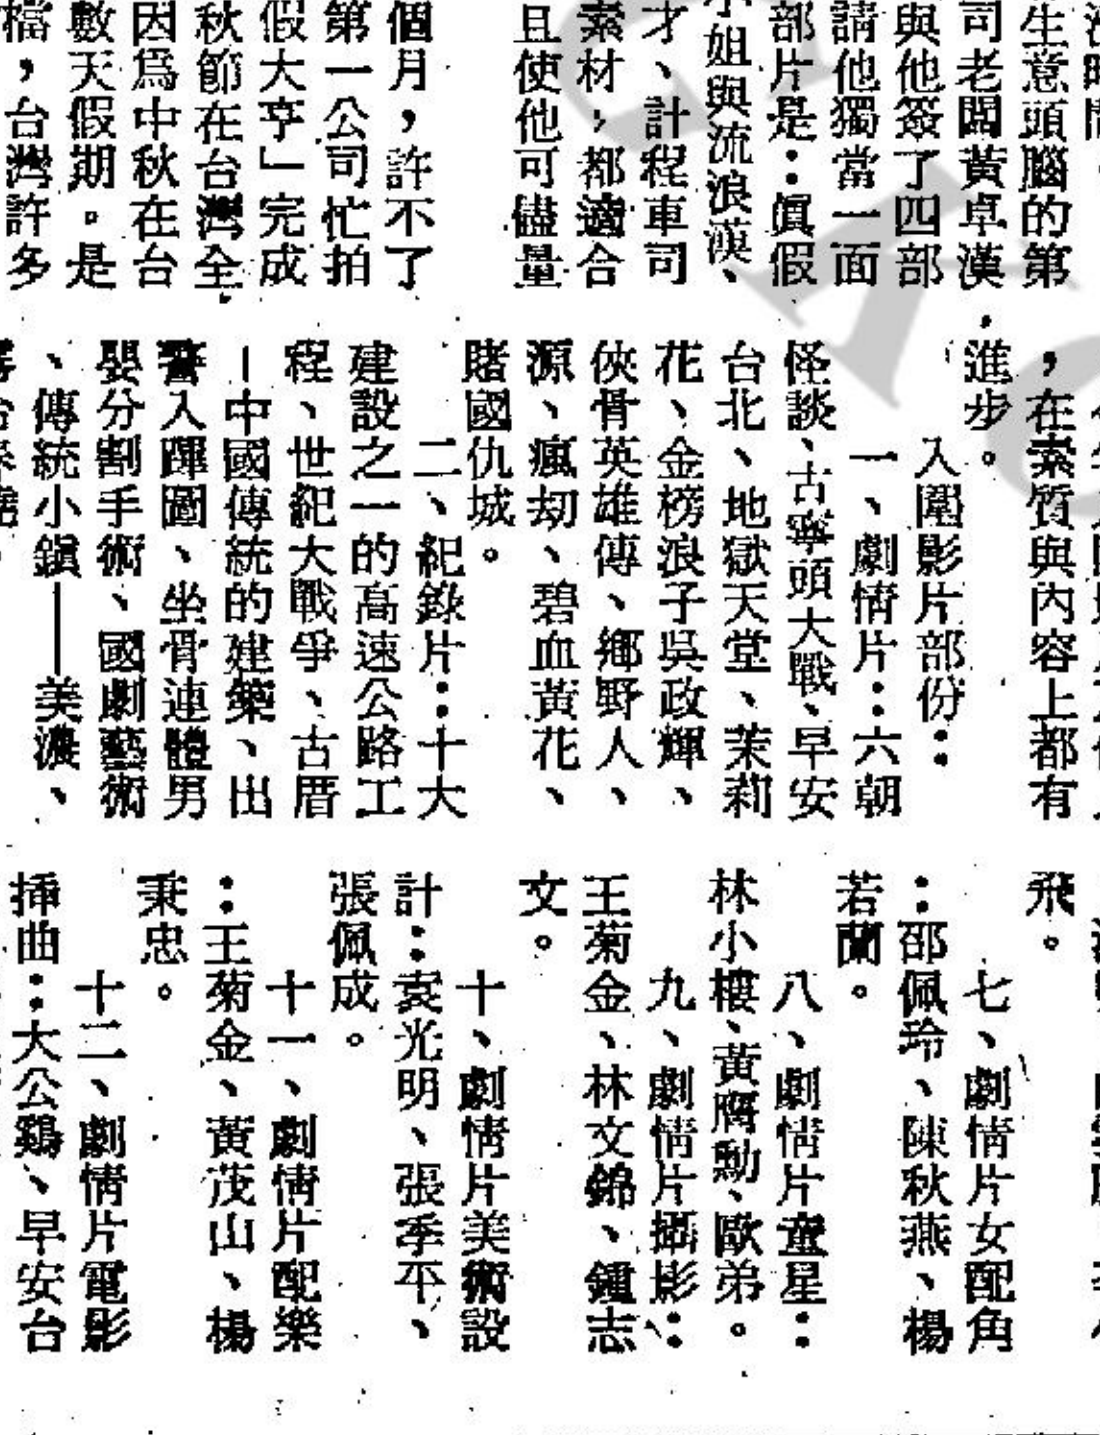 生意頭腦的第
司老闆黃卓漢
與他簽了四部
請他獨當一面
部片是：眞假
小姐與流浪漢、
才、計程車司
素材，都適合
且使他可儘量
個月，許不了
第一公司忙拍
假大亨」完成
秋節在台灣全
因爲中秋在台
數天假期。是
檔，台灣許多
，在素質與內容上都有
進步。
入圍影片部份：
一、劇情片：六朝
怪談、古寧頭大戰、早安
台北、地獄天堂、茉莉
花、金榜浪子吳政輝、
俠骨英雄傳、鄉野人、
源、瘋劫、碧血黃花、
賭國仇城。
二、紀錄片：十大
建設之一的高速公路工
程、世紀大戰爭、古厝
－中國傳統的建築、出
警入蹕圖、坐骨連體男
嬰分割手術、國劇藝術
、傳統小鎭——美濃、
飛。
七、劇情片女配角
：邵佩玲、陳秋燕、楊
若蘭。
八、劇情片童星：
林小樓、黃膺勳、歐弟。
九、劇情片攝影：
王菊金、林文錦、鍾志
文。
十、劇情片美術設
計：袁光明、張季平、
張佩成。
十一、劇情片配樂
：王菊金、黃茂山、楊
秉忠。
十二、劇情片電影
挿曲：大公鷄、早安台